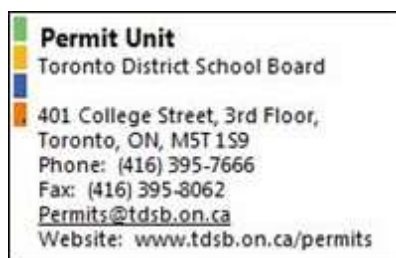 Permit Unit
Toronto District School Board
401 College Street, 3rd Floor,
Toronto, ON, M5T 1S9
Phone: (416) 395-7666
Fax: (416) 395-8062
Permits@tdsb.on.ca
Website: www.tdsb.on.ca/permits